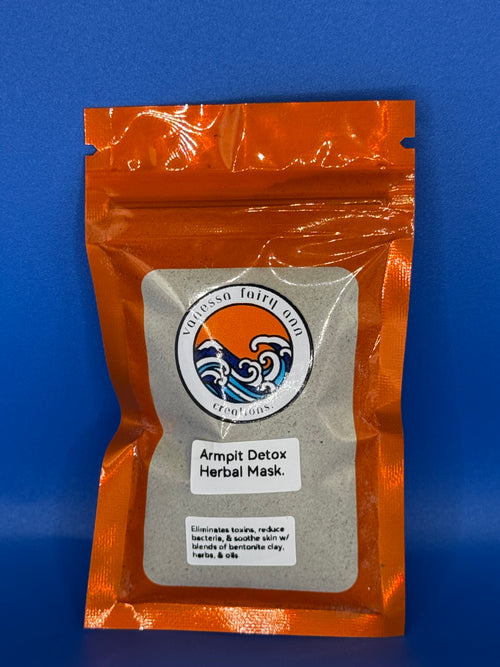 vanessa fairy ann
creations.
Armpit Detox
Herbal Mask.
Eliminates toxins, reduce
bacteria, & soothe skin w/
blends of bentonite clay,
herbs, & oils